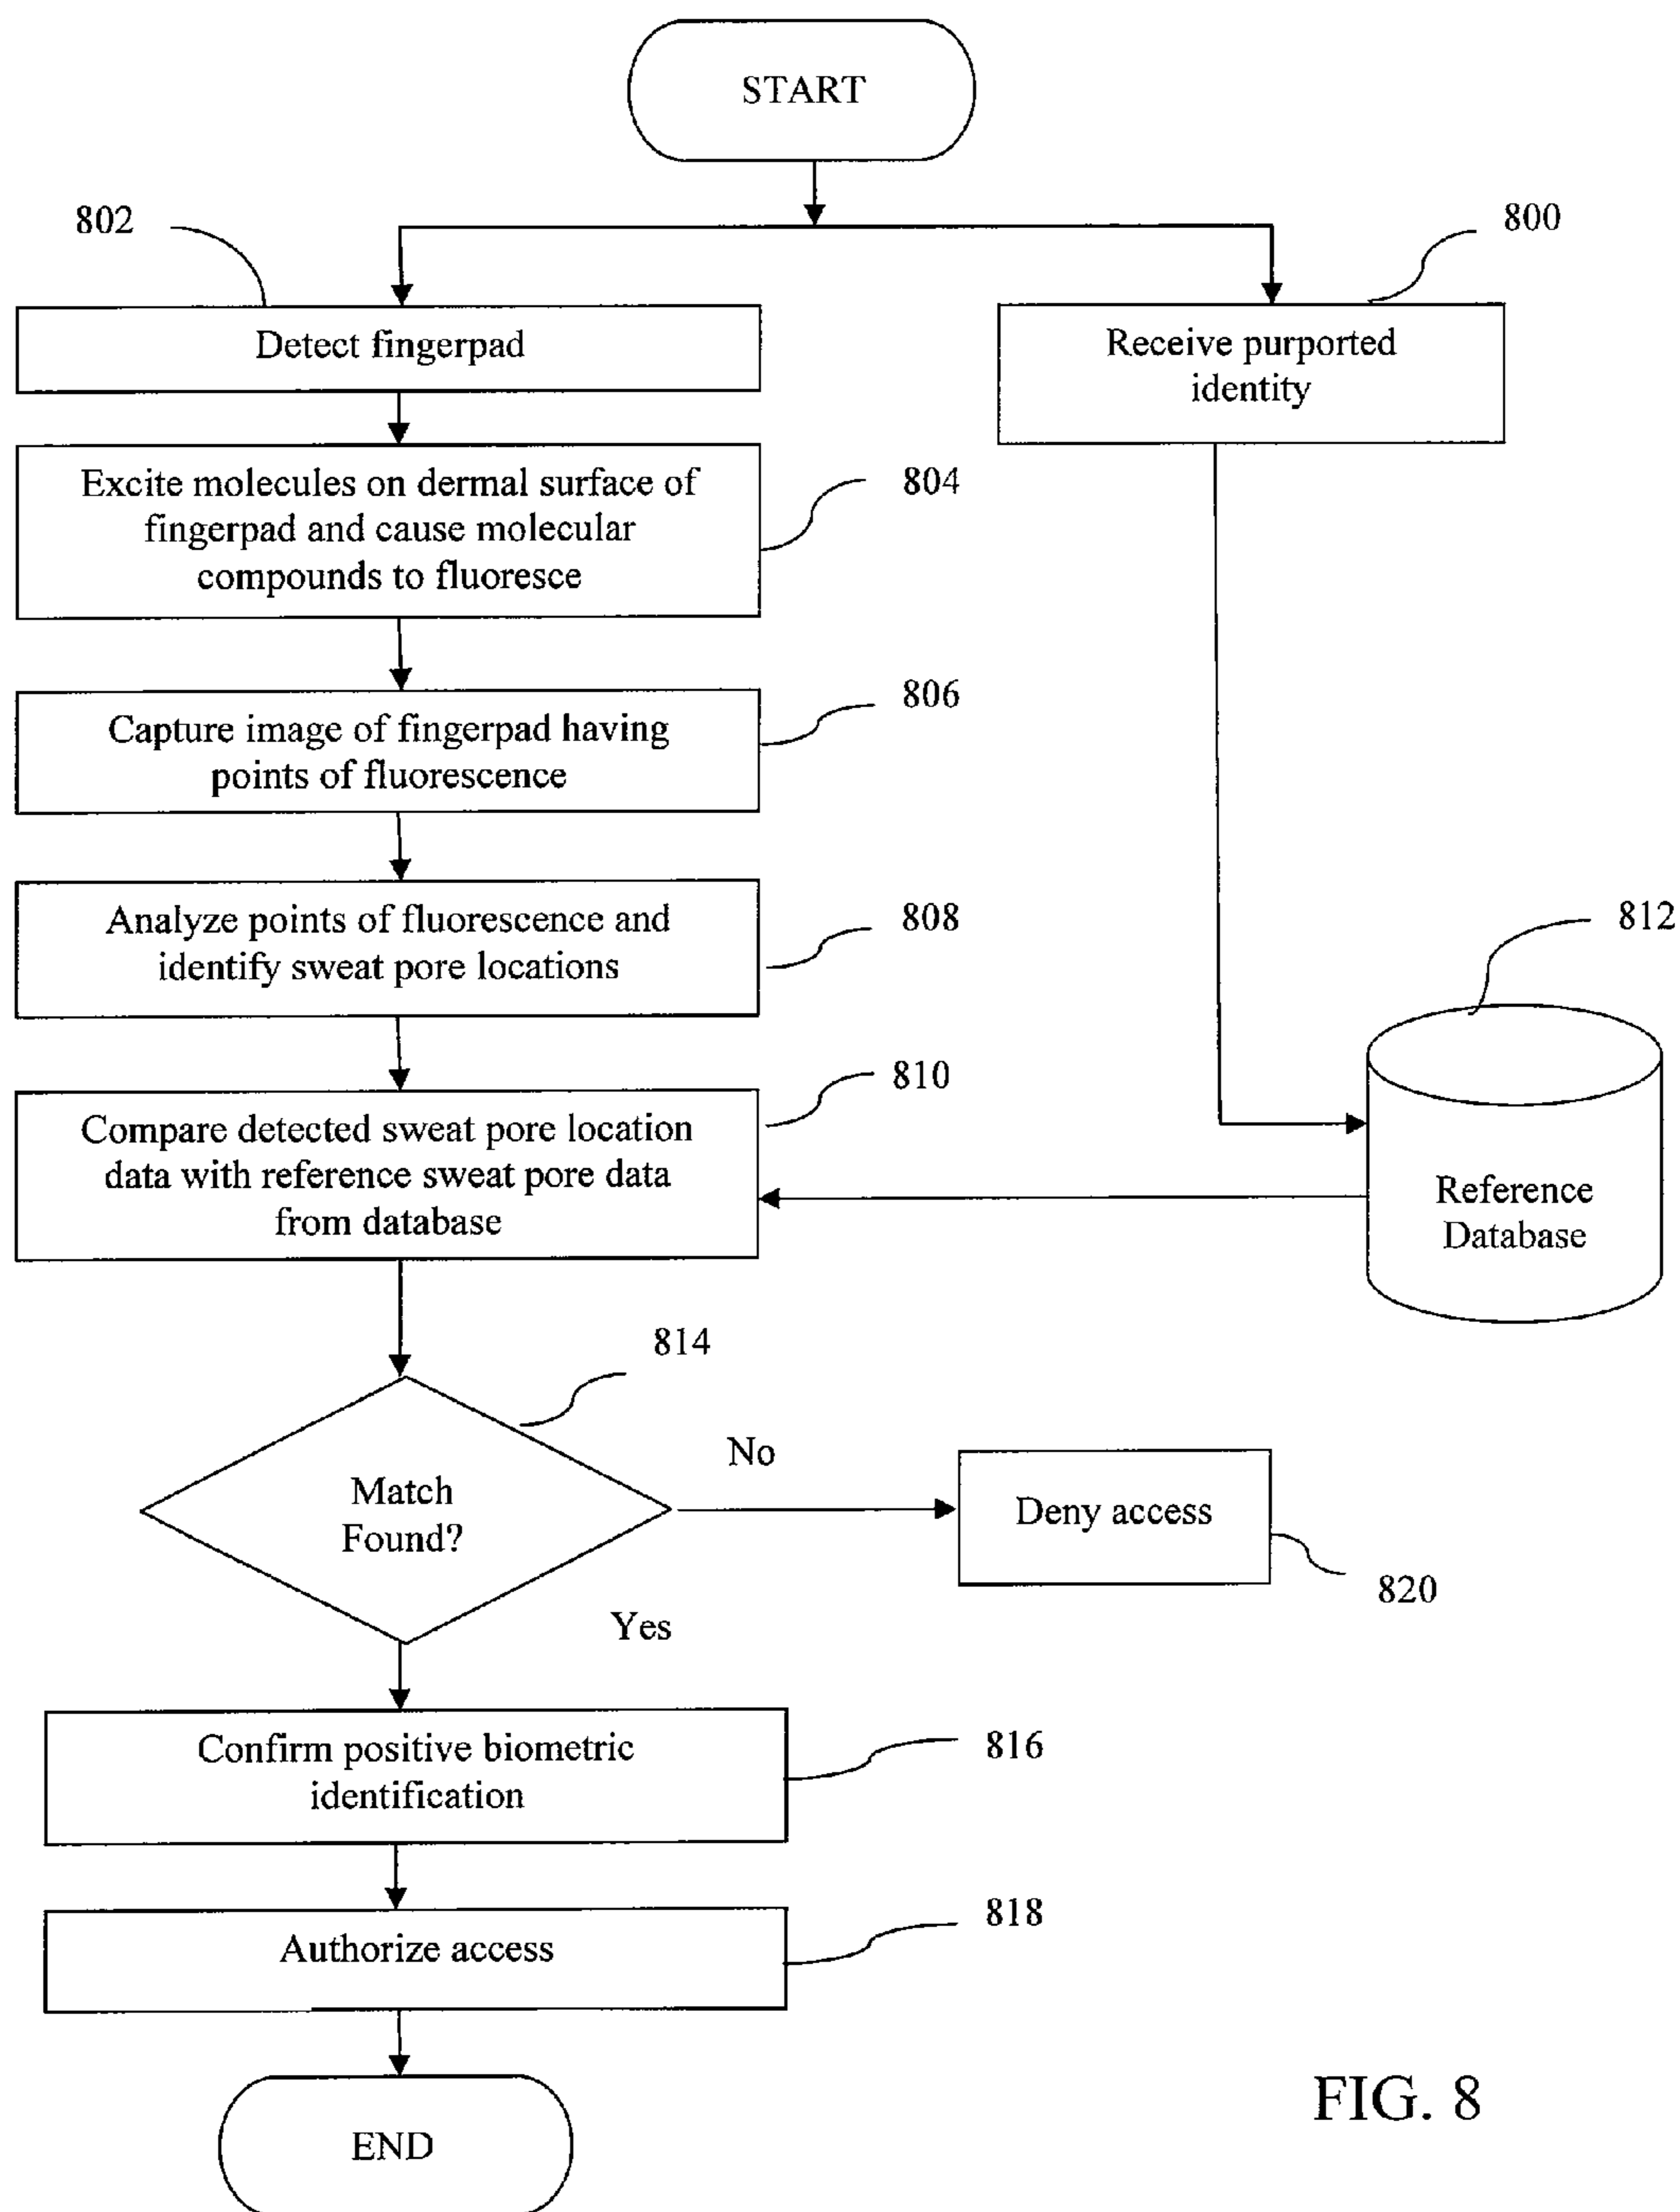 START
802
800
Detect fingerpad
Receive purported
identity
Excite molecules on dermal surface of
fingerpad and cause molecular
compounds to fluoresce
804
Capture image of fingerpad having
points of fluorescence
806
Analyze points of fluorescence and
identify sweat pore locations
808
812
Compare detected sweat pore location
data with reference sweat pore data
from database
810
Reference
Database
814
Match
Found?
No
Deny access
820
Yes
Confirm positive biometric
identification
816
Authorize access
818
END
FIG. 8